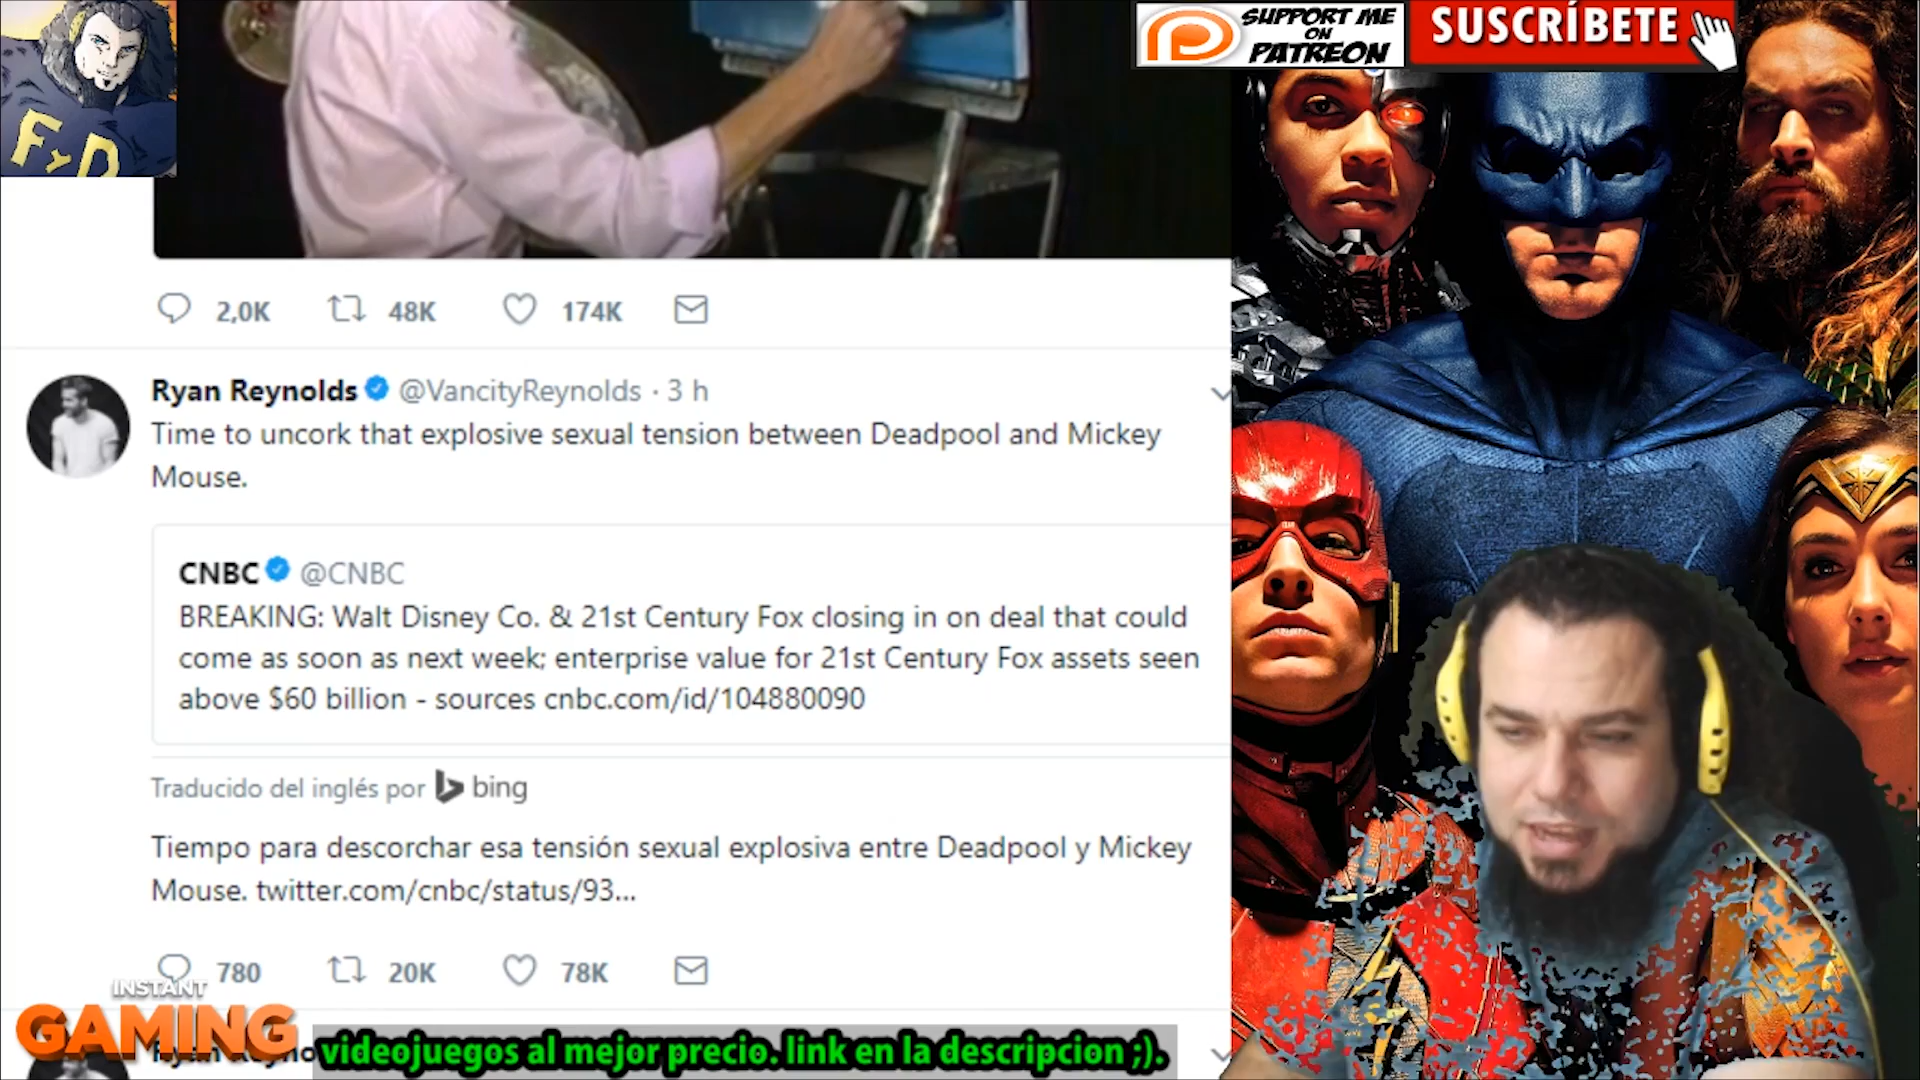 SUPPORT ME
ON
PATREON
SUSCRÍBETE
FYD
2,0K 48K 174K
Ryan Reynolds @VancityReynolds · 3 h
Time to uncork that explosive sexual tension between Deadpool and Mickey
Mouse.
CNBC @CNBC
BREAKING: Walt Disney Co. & 21st Century Fox closing in on deal that could
come as soon as next week; enterprise value for 21st Century Fox assets seen
above $60 billion - sources cnbc.com/id/104880090
Traducido del inglés por bing
Tiempo para descorchar esa tensión sexual explosiva entre Deadpool y Mickey
Mouse. twitter.com/cnbc/status/93...
780 20K 78K
INSTANT
GAMING
videojuegos al mejor precio. link en la descripcion ;).